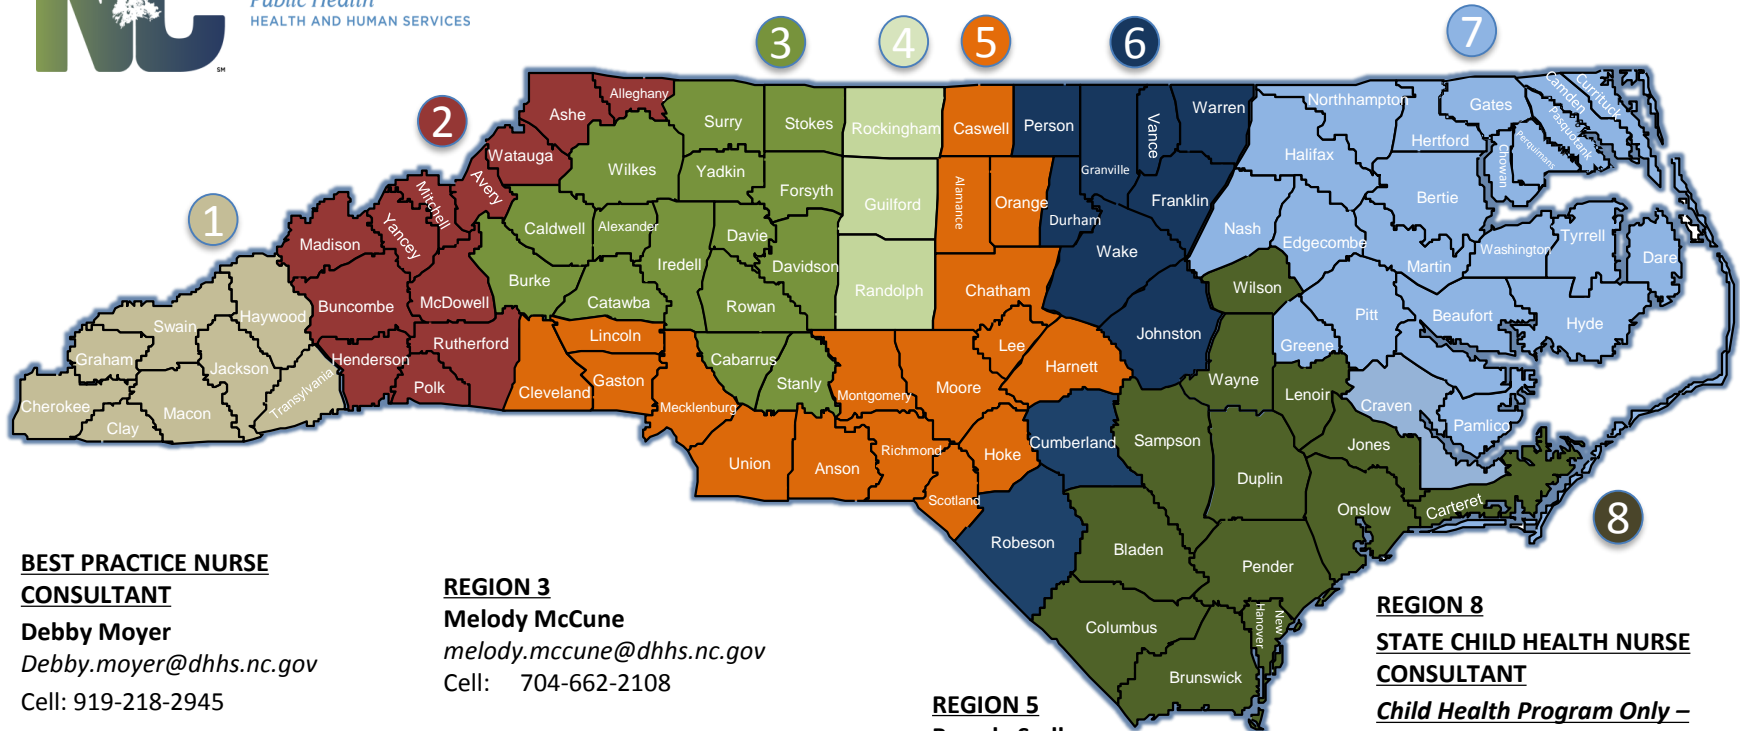 NC
SM
Public Health
HEALTH AND HUMAN SERVICES
1
2
3
4
5
6
7
8
Alleghany
Ashe
Watauga
Wilkes
Surry
Stokes
Rockingham
Caswell
Person
Granville
Vance
Warren
Northhampton
Gates
Camden
Currituck
Pasquotank
Perquimans
Chowan
Hertford
Halifax
Bertie
Yadkin
Forsyth
Guilford
Alamance
Orange
Durham
Franklin
Nash
Edgecombe
Martin
Washington
Tyrrell
Dare
Avery
Mitchell
Yancey
Madison
Caldwell
Alexander
Davie
Iredell
Davidson
Randolph
Chatham
Wake
Wilson
Pitt
Beaufort
Hyde
Burke
Catawba
Rowan
McDowell
Buncombe
Haywood
Swain
Graham
Jackson
Cherokee
Macon
Clay
Transylvania
Henderson
Polk
Rutherford
Cleveland
Lincoln
Gaston
Mecklenburg
Cabarrus
Stanly
Montgomery
Moore
Lee
Harnett
Johnston
Wayne
Greene
Lenoir
Craven
Pamlico
Jones
Carteret
Onslow
Duplin
Sampson
Cumberland
Hoke
Richmond
Scotland
Anson
Union
Robeson
Bladen
Pender
Columbus
New
Hanover
Brunswick
BEST PRACTICE NURSE
CONSULTANT
Debby Moyer
Debby.moyer@dhhs.nc.gov
Cell: 919-218-2945
REGION 3
Melody McCune
melody.mccune@dhhs.nc.gov
Cell: 704-662-2108
REGION 5
REGION 8
STATE CHILD HEALTH NURSE
CONSULTANT
Child Health Program Only –